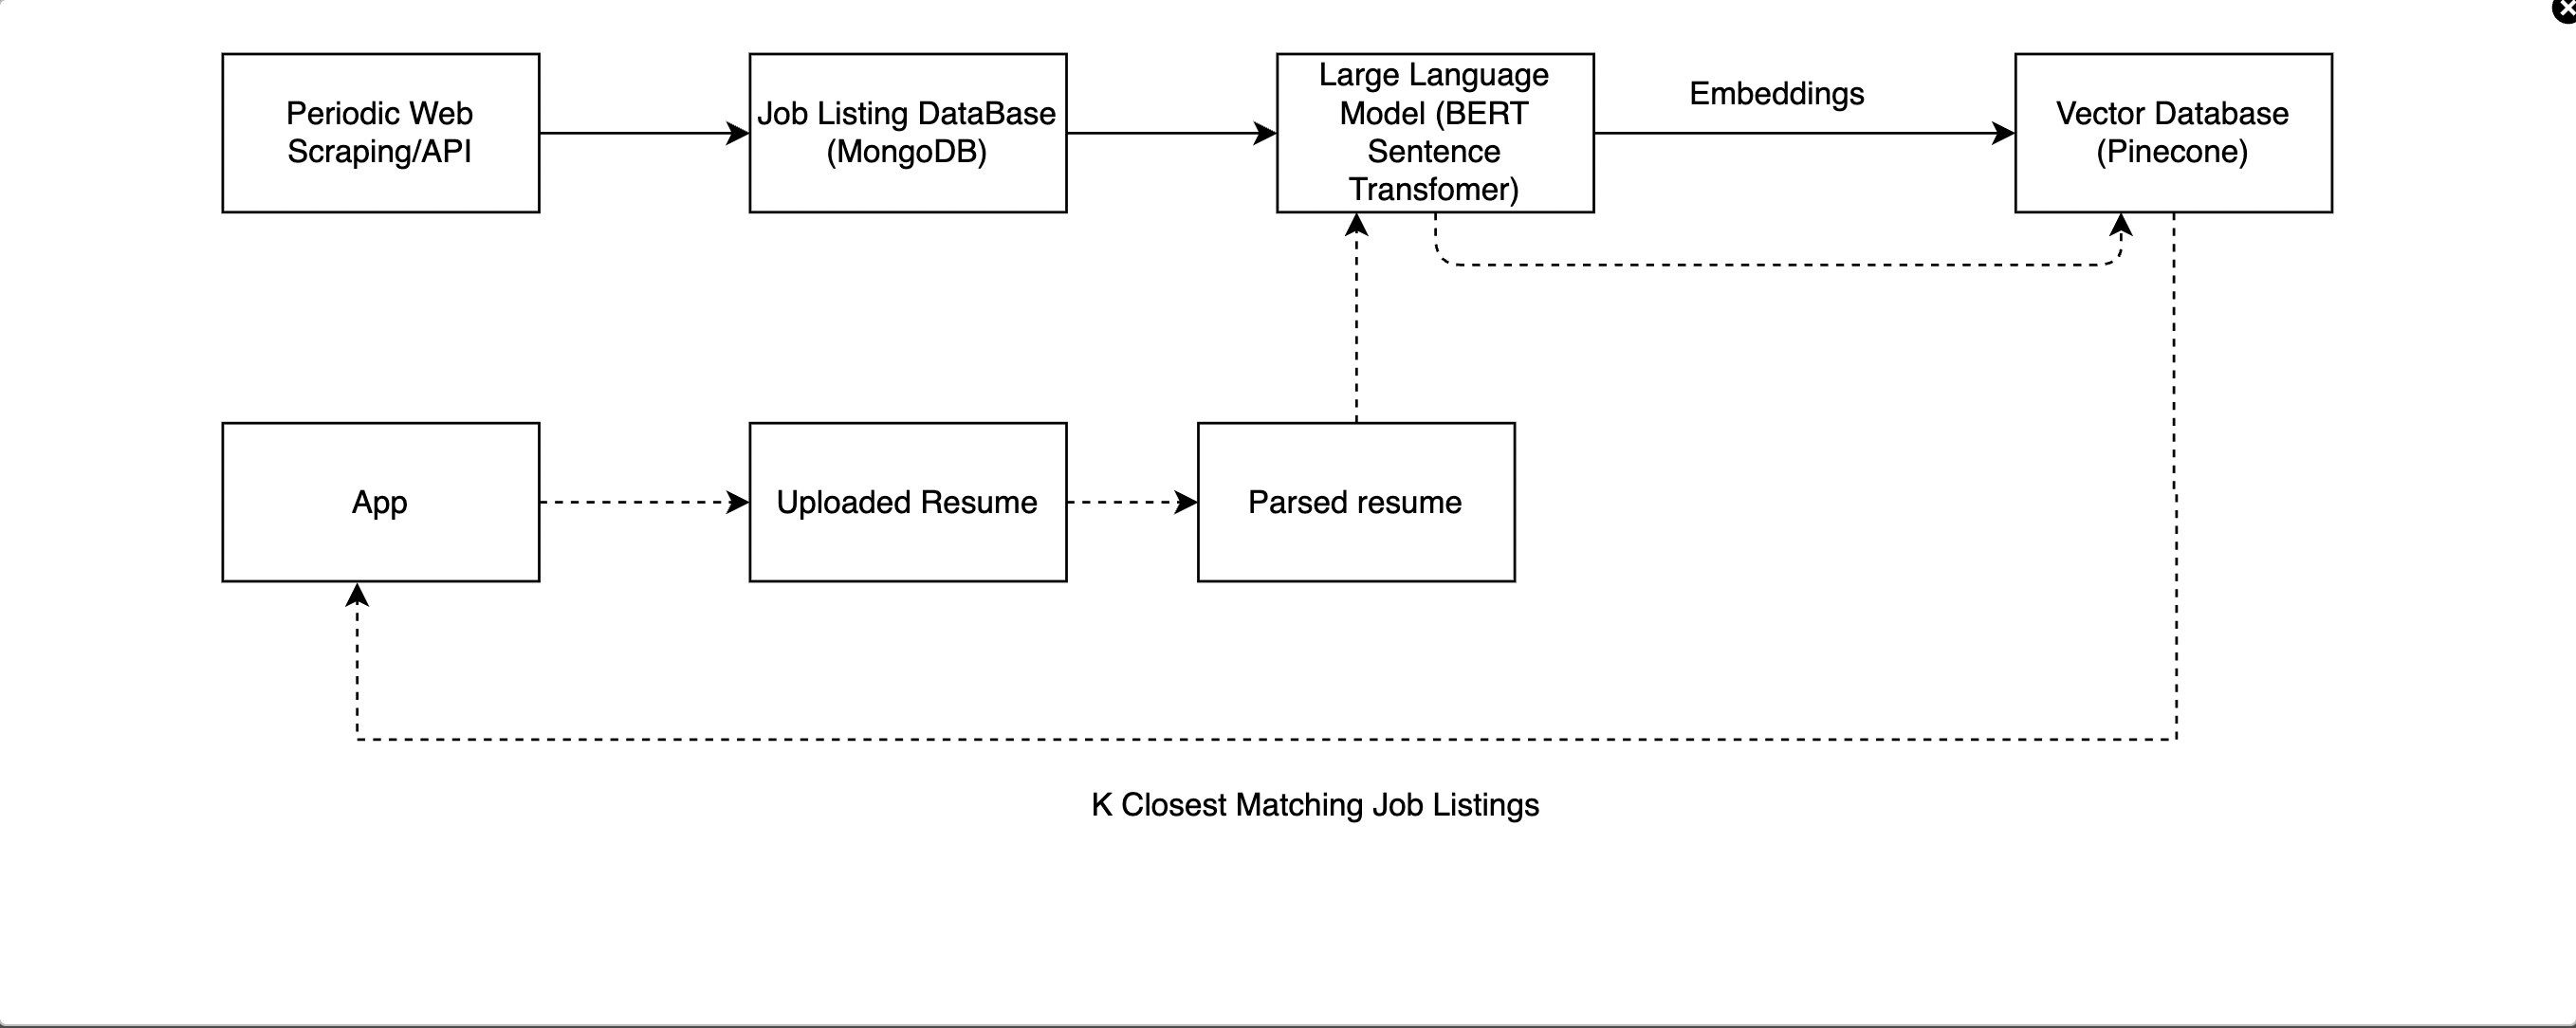 Periodic Web
Scraping/API
Job Listing DataBase
(MongoDB)
Large Language
Model (BERT
Sentence
Transfomer)
Embeddings
Vector Database
(Pinecone)
App
Uploaded Resume
Parsed resume
K Closest Matching Job Listings